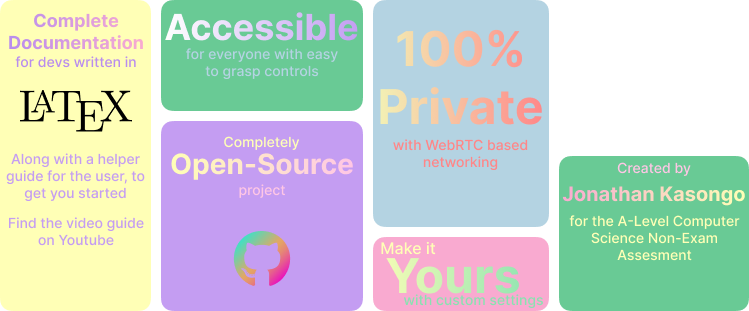 Complete
Documentation
for devs written in
LATEX
Along with a helper
guide for the user, to
get you started
Find the video guide
on Youtube
Accessible
for everyone with easy
to grasp controls
Completely
Open-Source
project
100%
Private
with WebRTC based
networking
Make it
Yours
with custom settings
Created by
Jonathan Kasongo
for the A-Level Computer
Science Non-Exam
Assesment